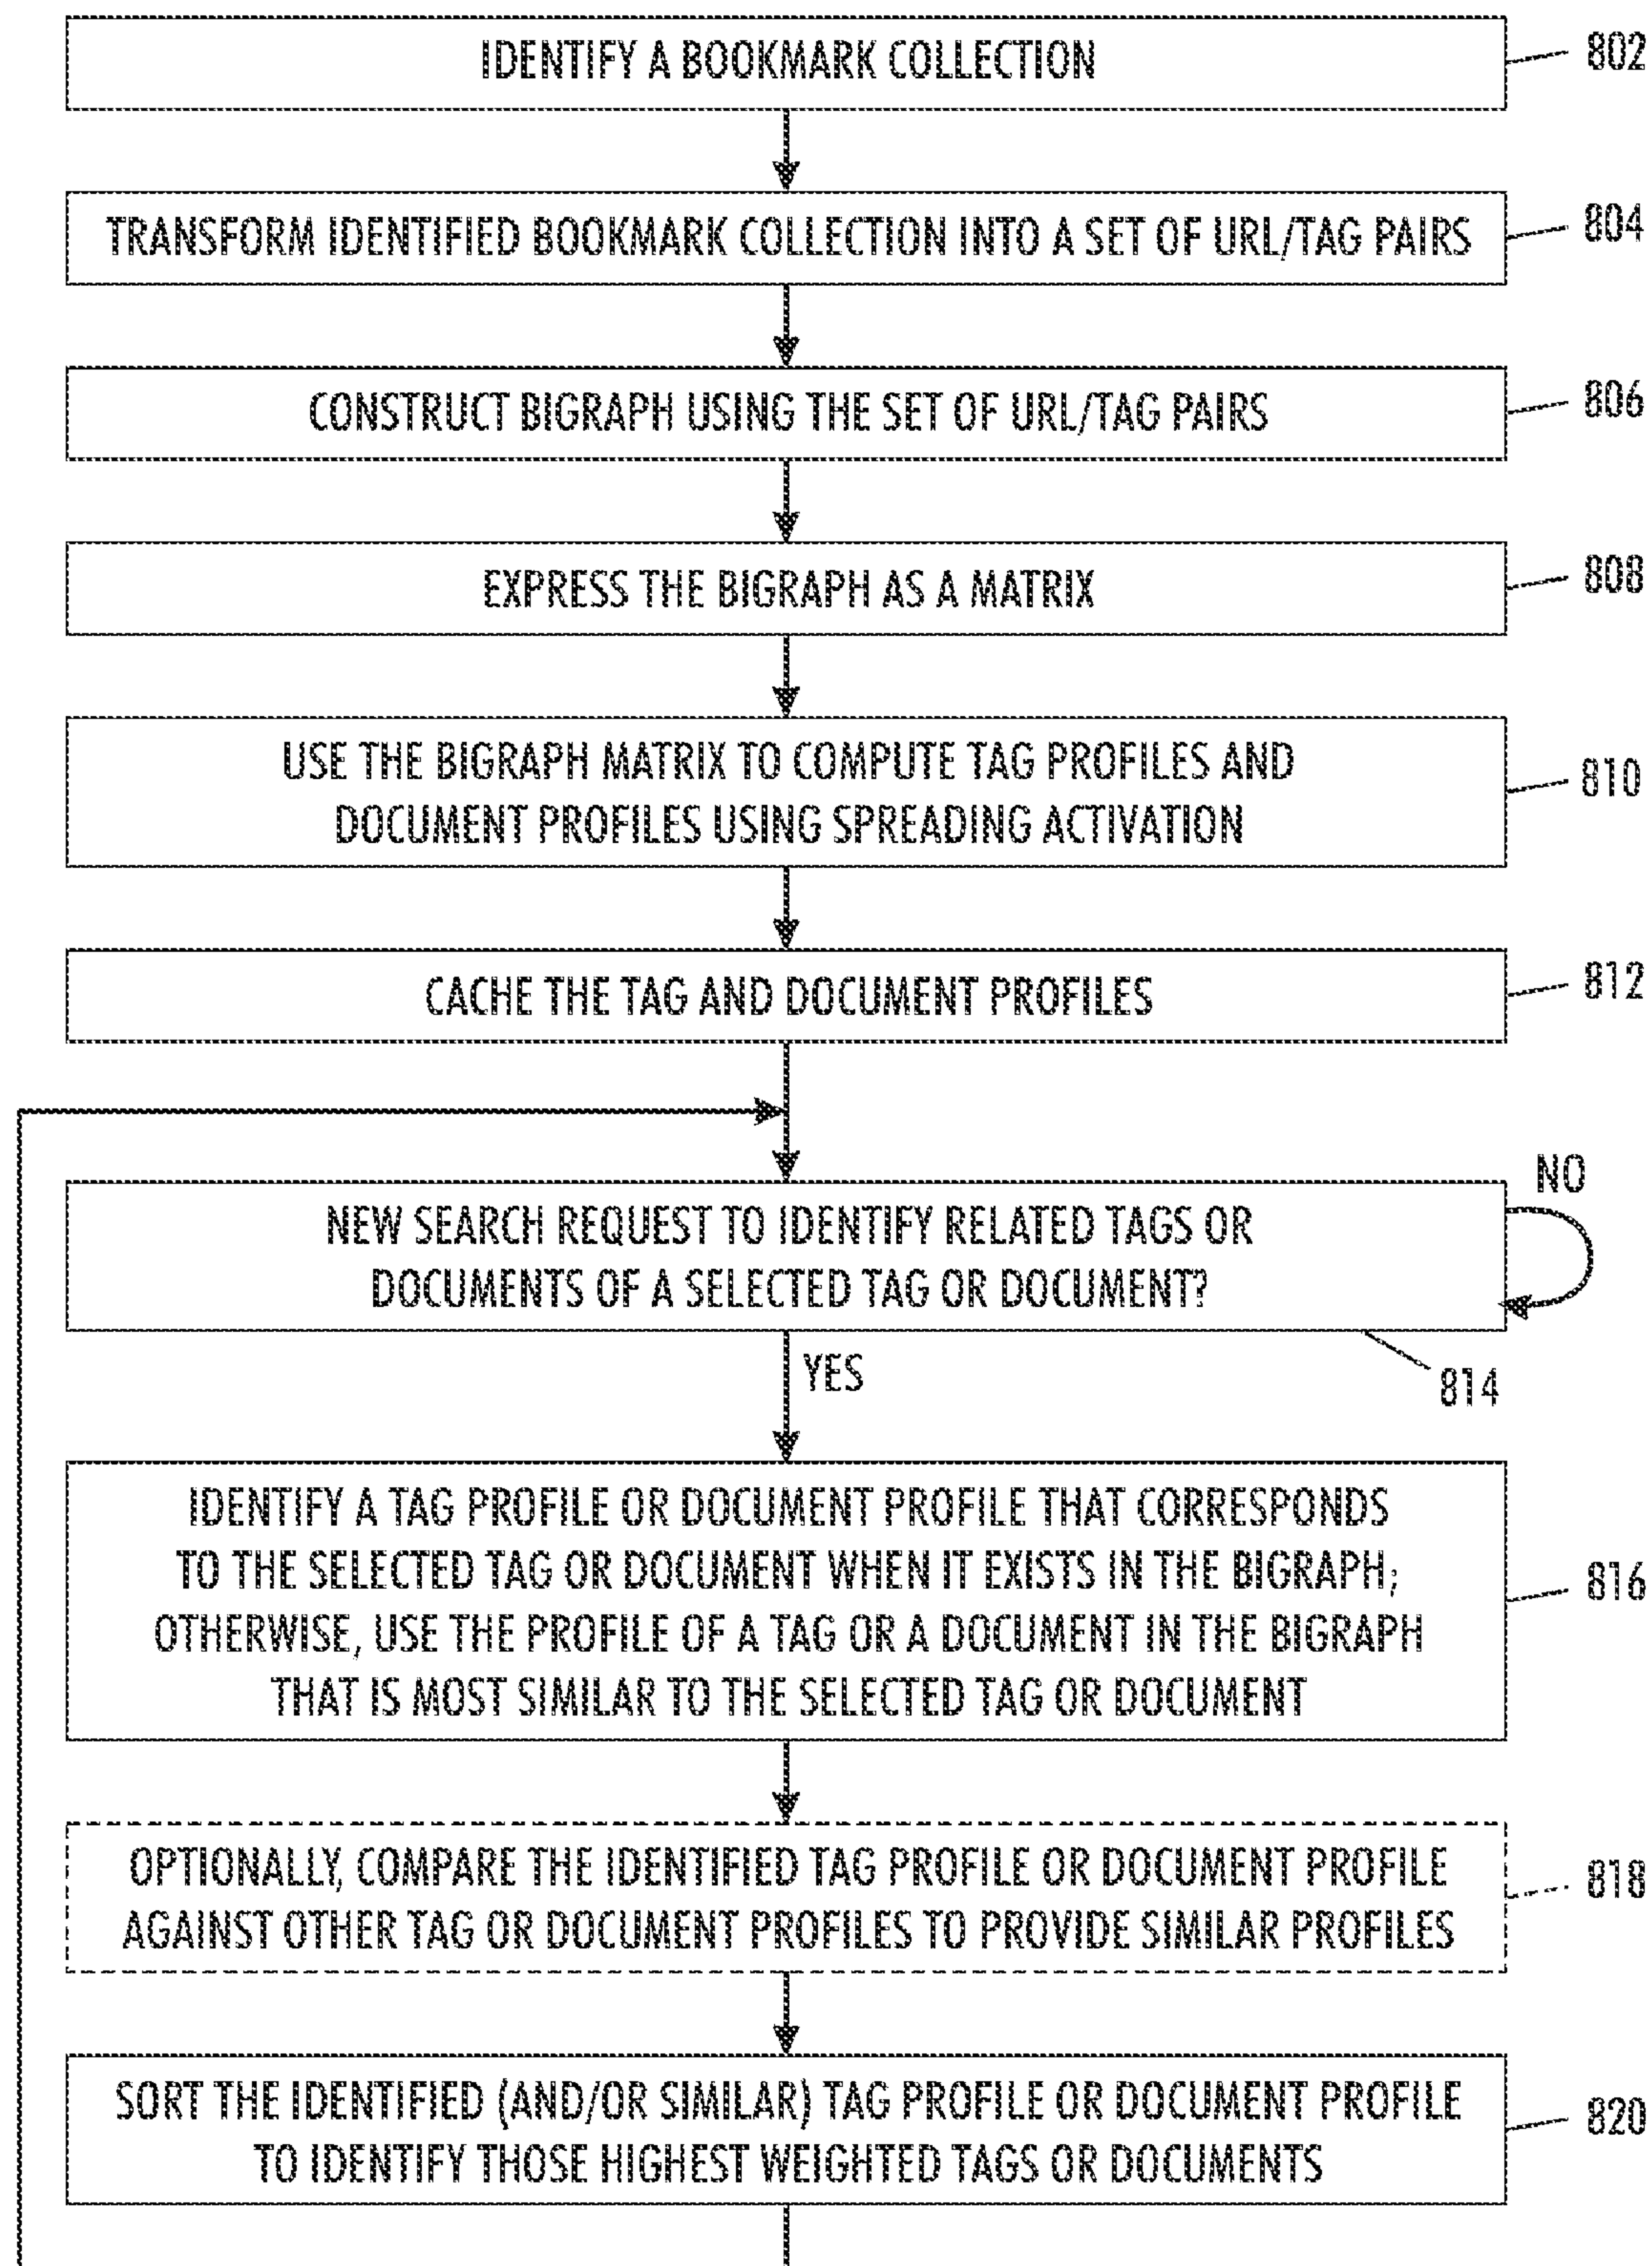 IDENTIFY A BOOKMARK COLLECTION
802
TRANSFORM IDENTIFIED BOOKMARK COLLECTION INTO A SET OF URL/TAG PAIRS
804
CONSTRUCT BIGRAPH USING THE SET OF URL/TAG PAIRS
806
EXPRESS THE BIGRAPH AS A MATRIX
808
USE THE BIGRAPH MATRIX TO COMPUTE TAG PROFILES AND
DOCUMENT PROFILES USING SPREADING ACTIVATION
810
CACHE THE TAG AND DOCUMENT PROFILES
812
NEW SEARCH REQUEST TO IDENTIFY RELATED TAGS OR
DOCUMENTS OF A SELECTED TAG OR DOCUMENT?
NO
814
YES
IDENTIFY A TAG PROFILE OR DOCUMENT PROFILE THAT CORRESPONDS
TO THE SELECTED TAG OR DOCUMENT WHEN IT EXISTS IN THE BIGRAPH;
OTHERWISE, USE THE PROFILE OF A TAG OR A DOCUMENT IN THE BIGRAPH
THAT IS MOST SIMILAR TO THE SELECTED TAG OR DOCUMENT
816
OPTIONALLY, COMPARE THE IDENTIFIED TAG PROFILE OR DOCUMENT PROFILE
AGAINST OTHER TAG OR DOCUMENT PROFILES TO PROVIDE SIMILAR PROFILES
818
SORT THE IDENTIFIED (AND/OR SIMILAR) TAG PROFILE OR DOCUMENT PROFILE
TO IDENTIFY THOSE HIGHEST WEIGHTED TAGS OR DOCUMENTS
820